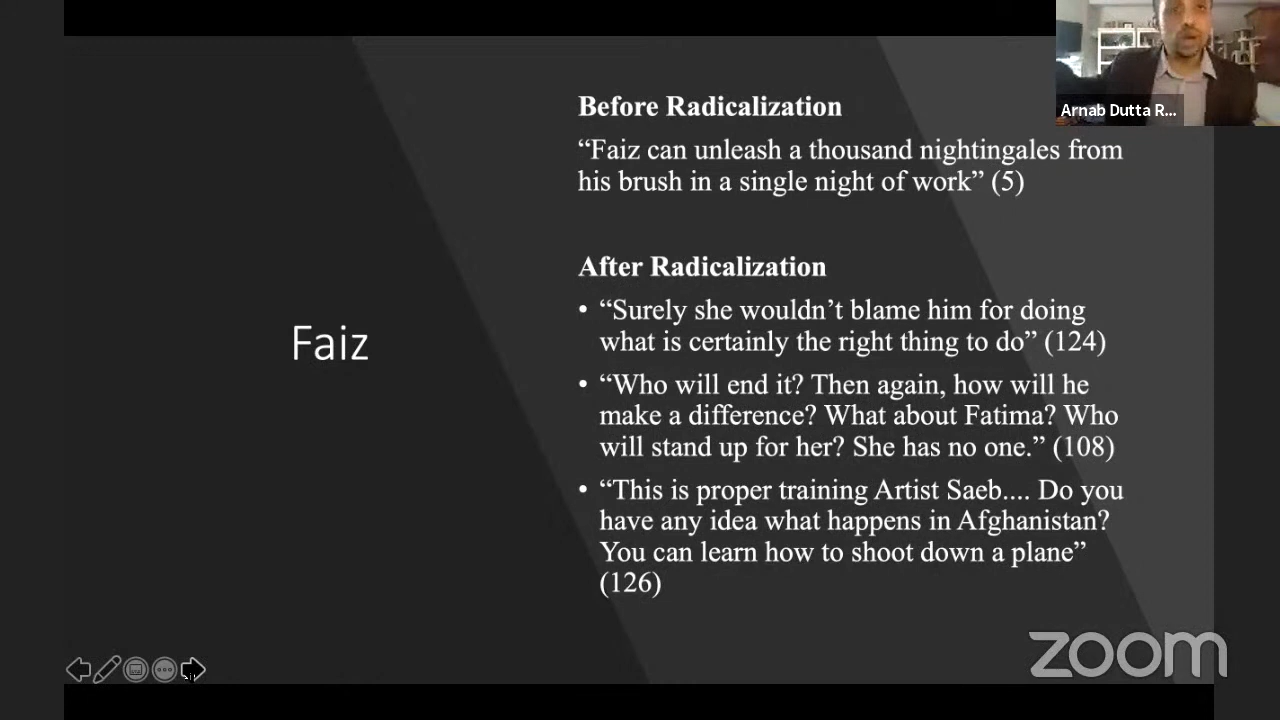 Arnab Dutta R...
Before Radicalization
“Faiz can unleash a thousand nightingales from
his brush in a single night of work” (5)
After Radicalization
• “Surely she wouldn’t blame him for doing
what is certainly the right thing to do” (124)
• “Who will end it? Then again, how will he
make a difference? What about Fatima? Who
will stand up for her? She has no one.” (108)
• “This is proper training Artist Saeb.... Do you
have any idea what happens in Afghanistan?
You can learn how to shoot down a plane”
(126)
Faiz
zoom